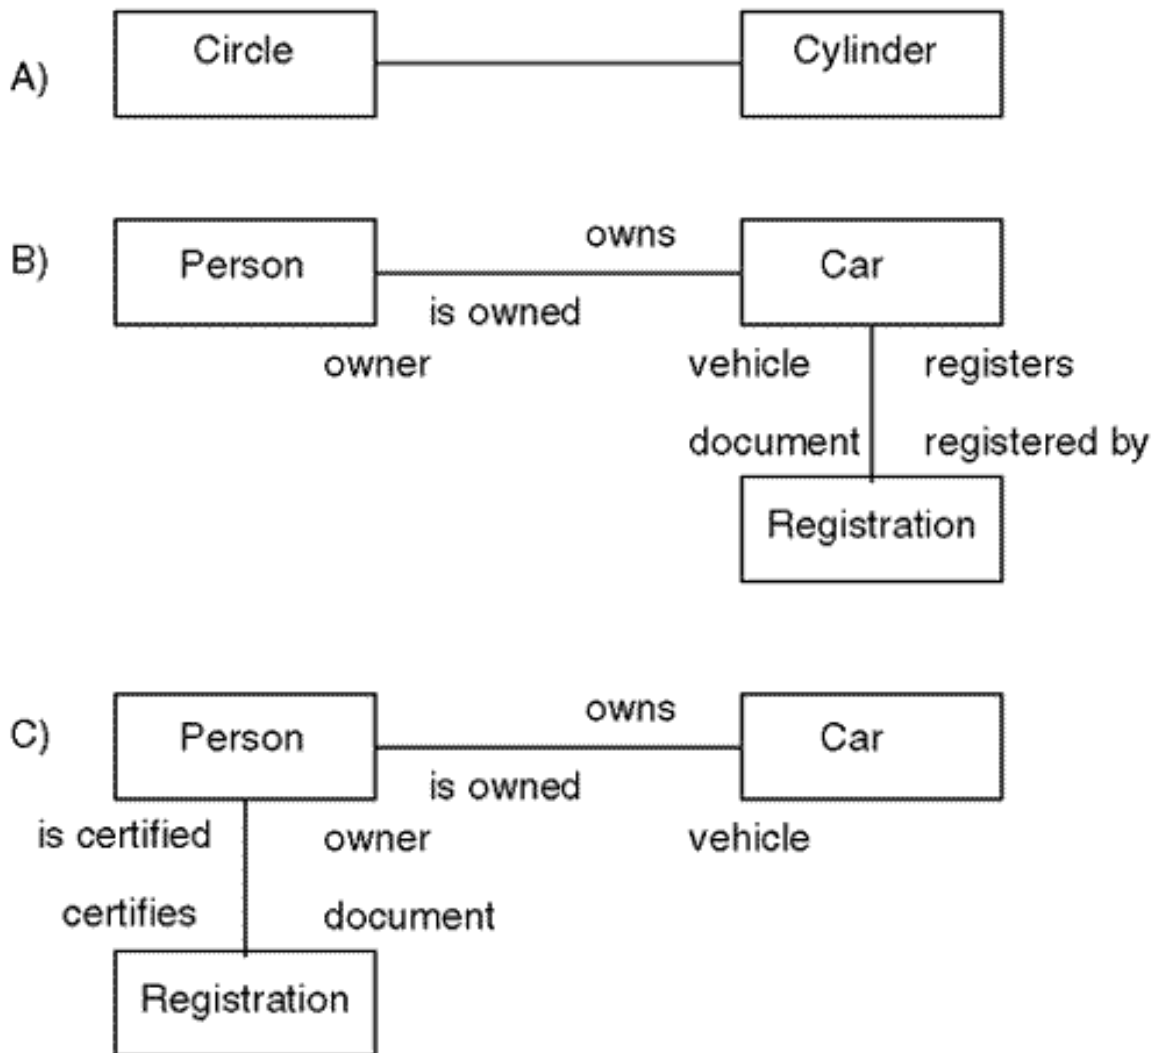 A)
Circle
Cylinder
B)
Person
owns
Car
is owned
owner
vehicle
registers
document
registered by
Registration
C)
Person
owns
Car
is owned
is certified
owner
vehicle
certifies
document
Registration